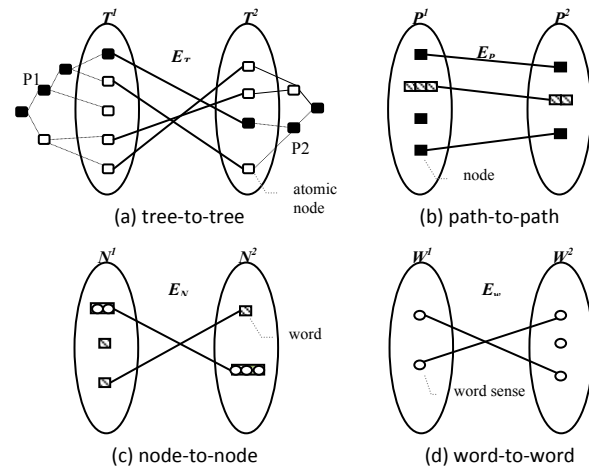 T¹ T²
E_T
P1
P2
atomic
node
(a) tree-to-tree
P¹ P²
E_P
node
(b) path-to-path
N¹ N²
E_N
word
(c) node-to-node
W¹ W²
E_w
word sense
(d) word-to-word